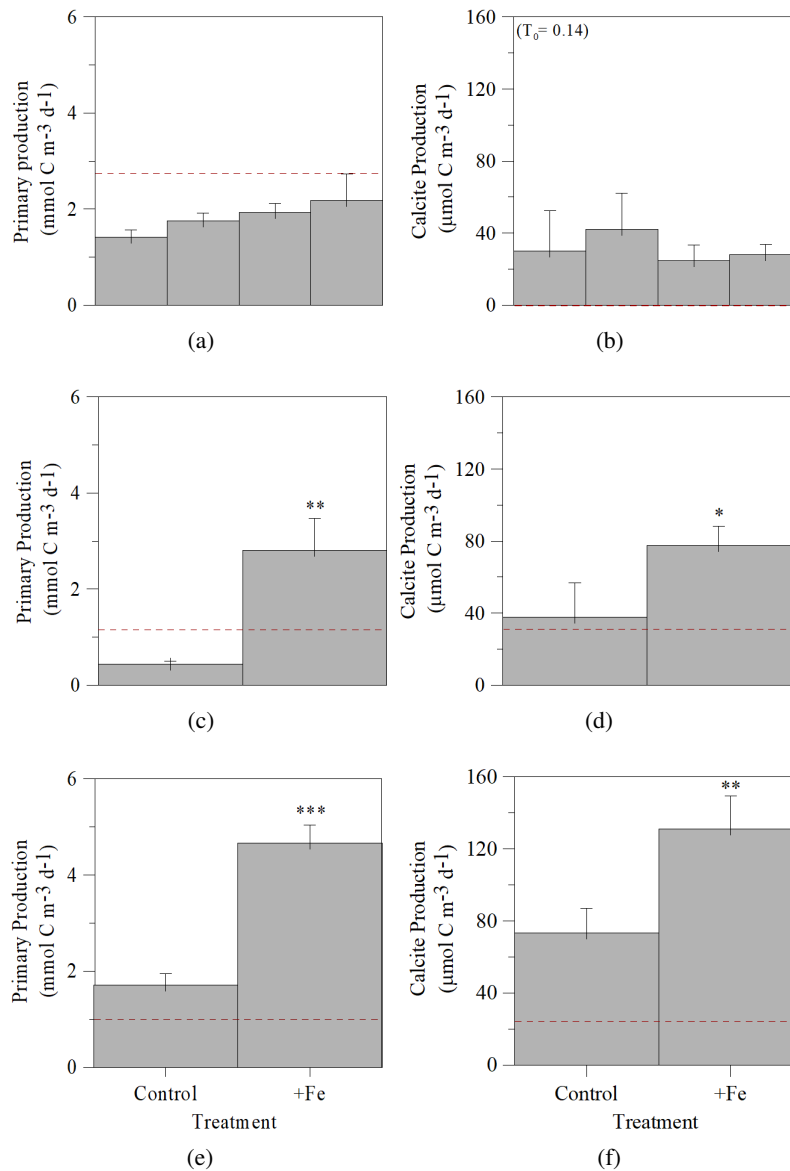 6
4
2
0
Primary production
(mmol C m-3 d-1)
(a)
160
120
80
40
0
Calcite Production
(μmol C m-3 d-1)
(T0= 0.14)
(b)
6
4
2
0
Primary Production
(mmol C m-3 d-1)
**
(c)
160
120
80
40
0
Calcite Production
(μmol C m-3 d-1)
*
(d)
6
4
2
0
Primary Production
(mmol C m-3 d-1)
***
Control +Fe
Treatment
(e)
160
120
80
40
0
Calcite Production
(μmol C m-3 d-1)
**
Control +Fe
Treatment
(f)